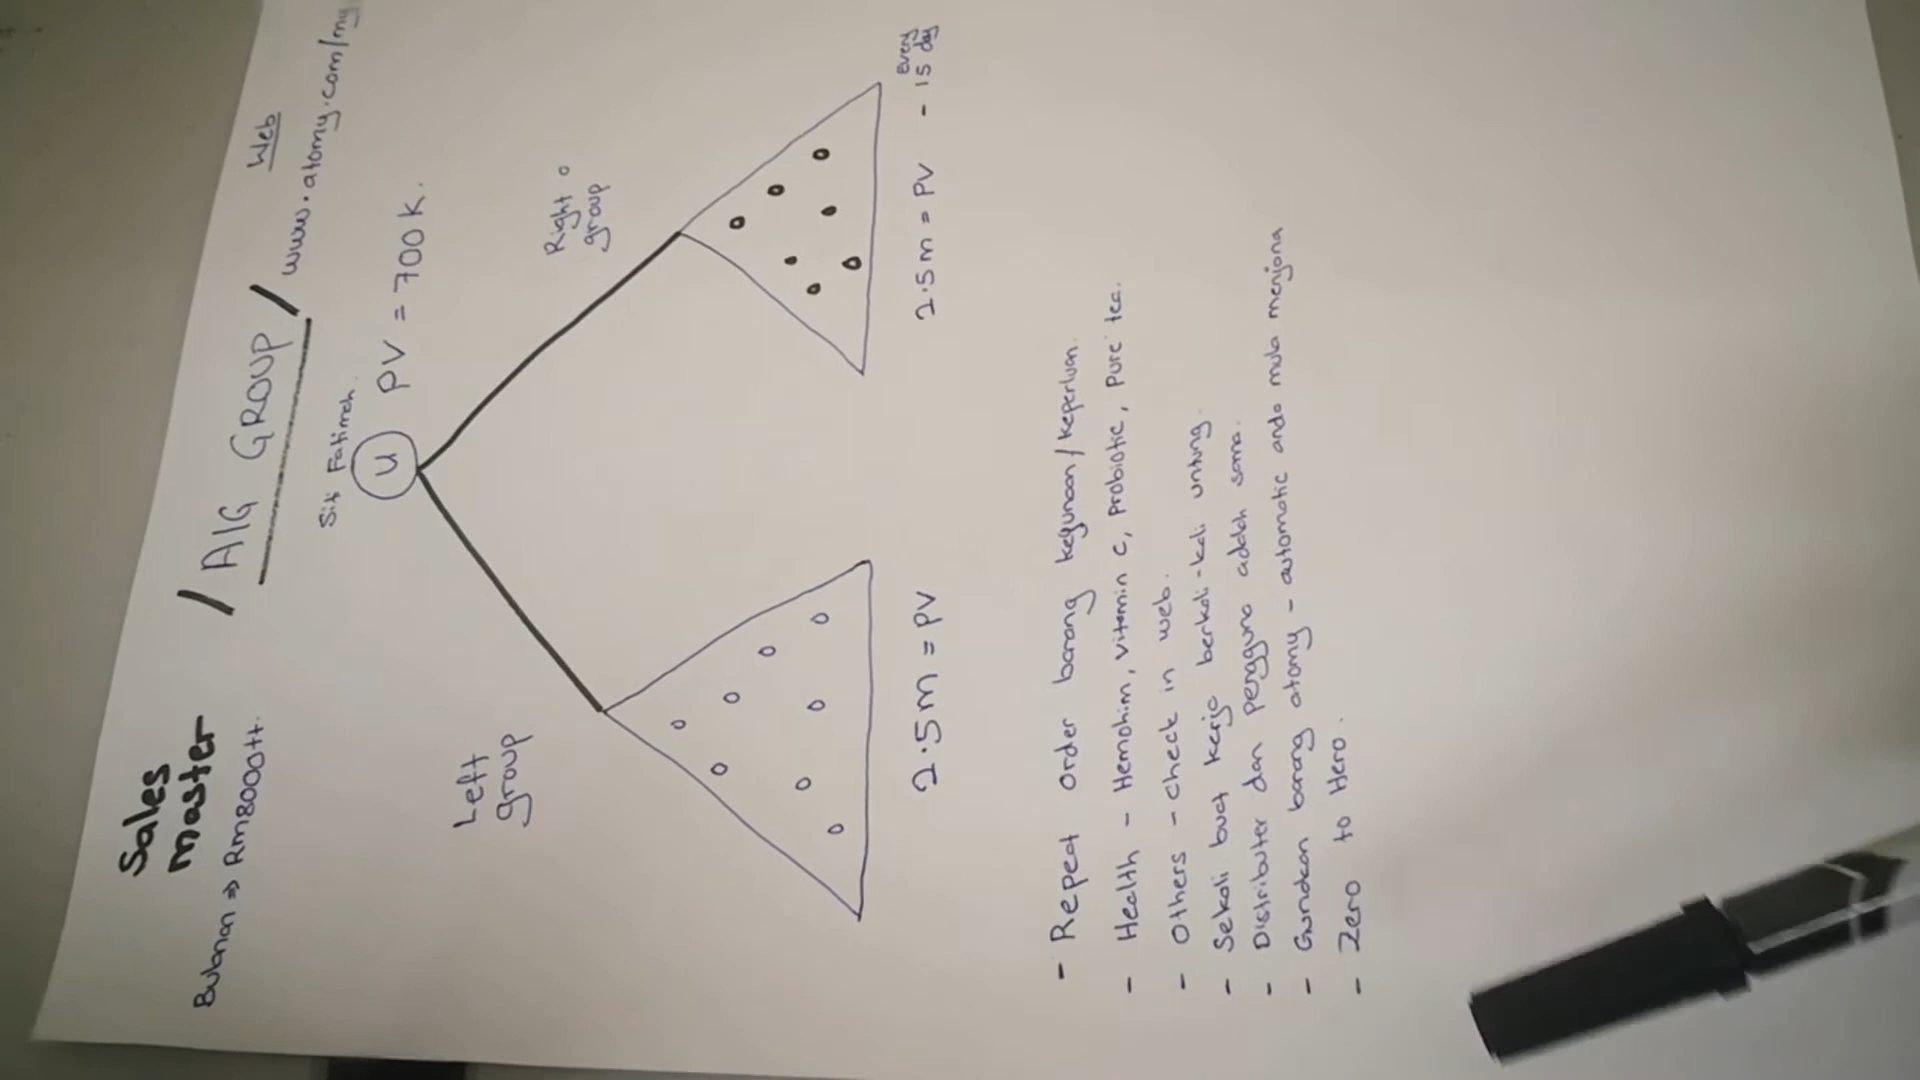 Sales
master
Bulanan ⇒ Rm8000++.
/ AIG GROUP /
Web
www.atomy.com/my
Siti Fatimah.
U PV = 700K.
Left
group
Right
group
2.5m = PV
2.5m = PV - 15 day
Every
- Repeat Order barang kegunaan/keperluan.
- Health - Hemohim, vitamin c, probiotic, pure tea.
- Others - check in web.
- Sekali buat kerja berkali-kali untung.
- Distributer dan pengguna adalah sama.
- Gunakan barang atomy - automatic anda mula menjana
- Zero to Hero.